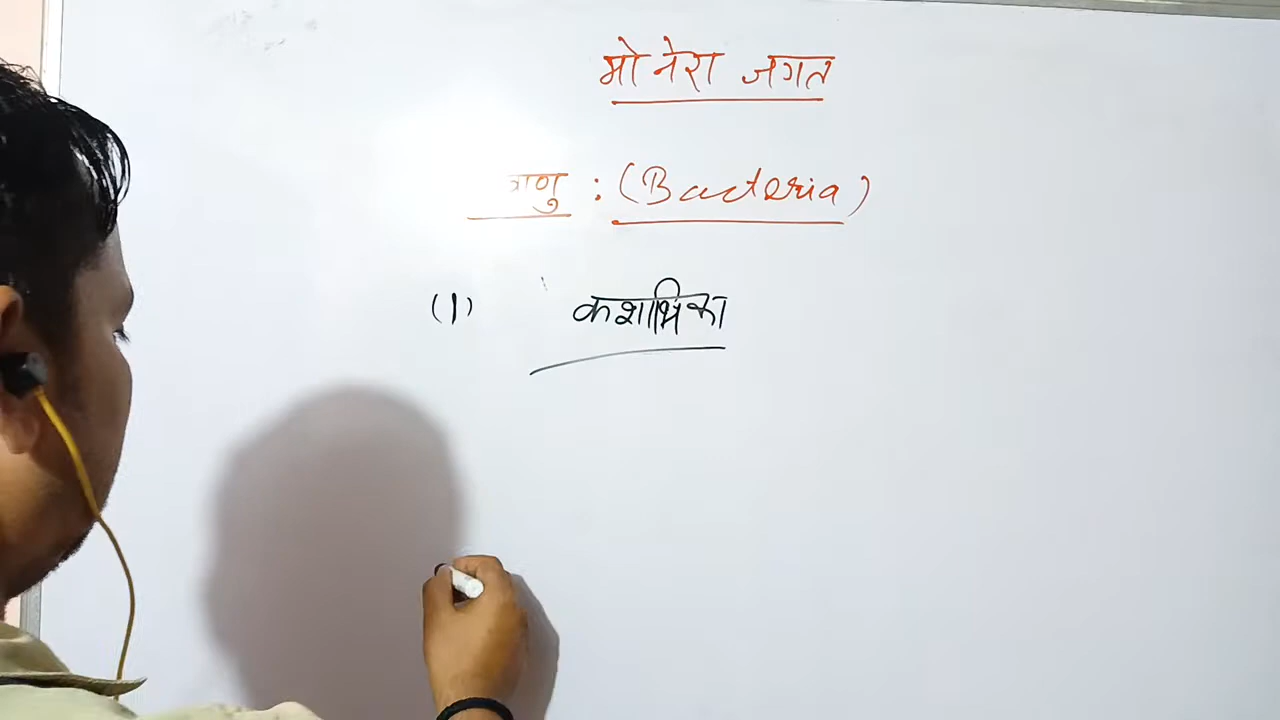 मोनेरा जगत
: (Bacteria)
(1) कशाभिका